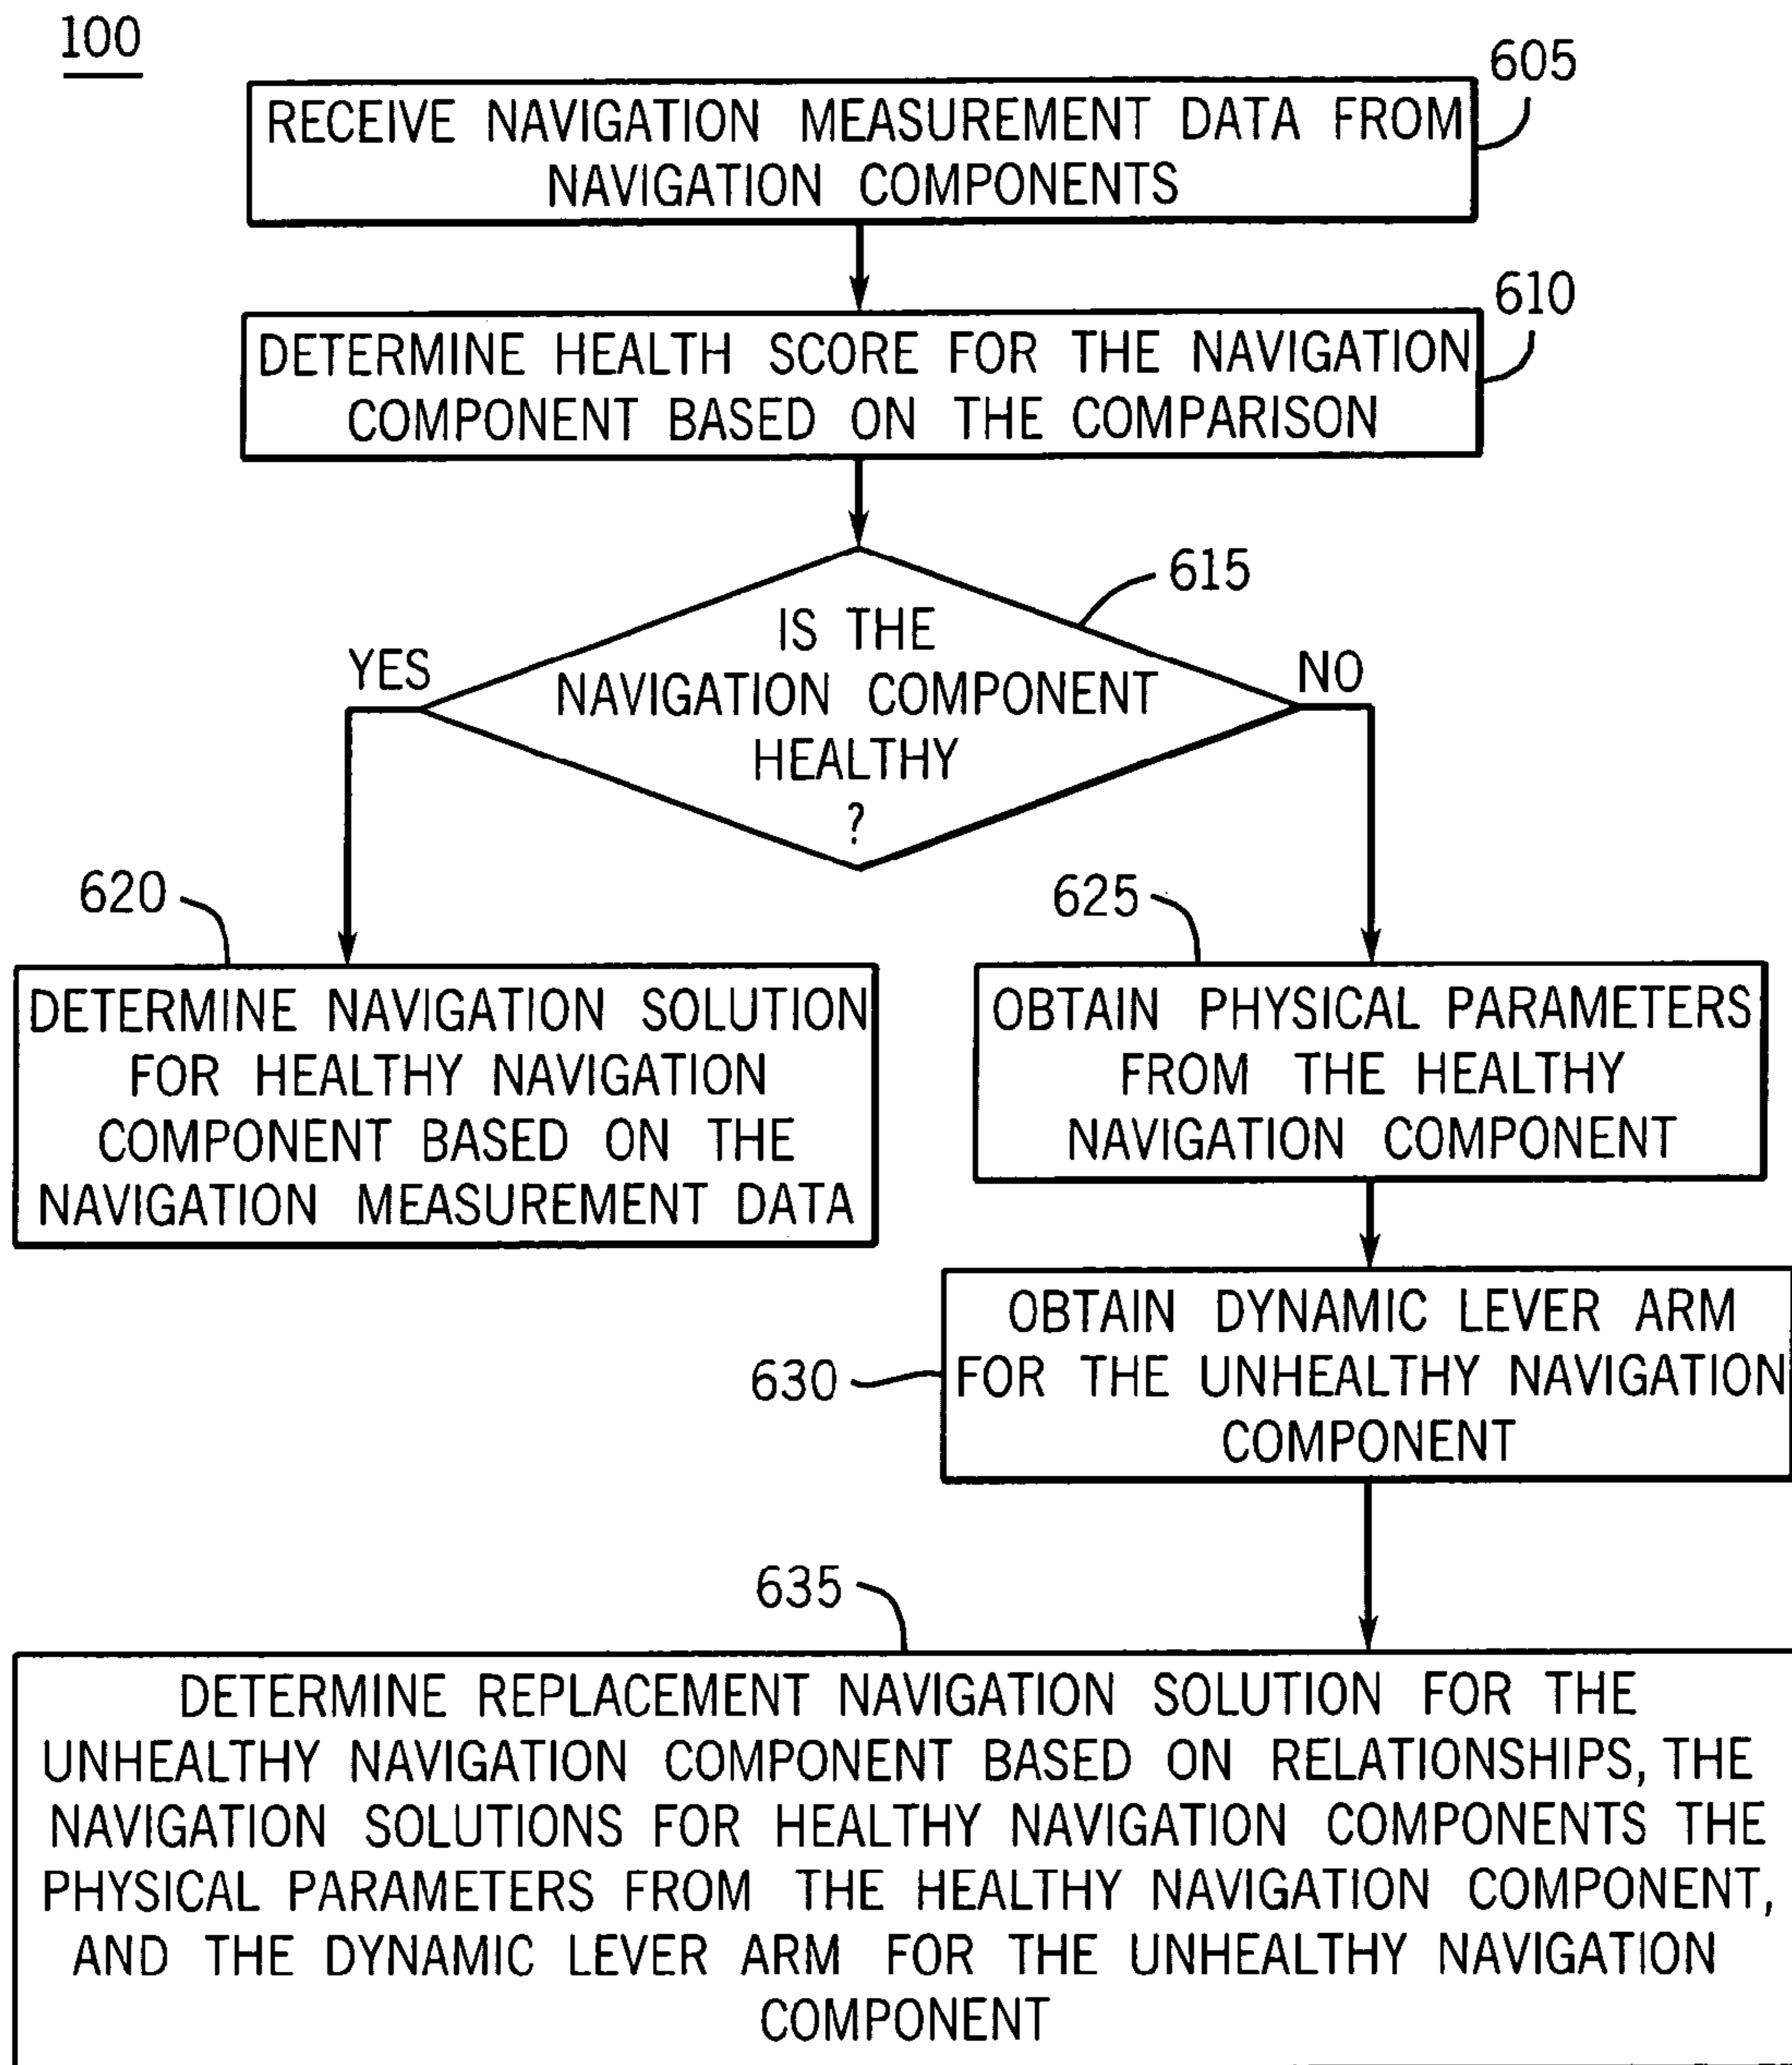 100
605
RECEIVE NAVIGATION MEASUREMENT DATA FROM
NAVIGATION COMPONENTS
610
DETERMINE HEALTH SCORE FOR THE NAVIGATION
COMPONENT BASED ON THE COMPARISON
615
IS THE
NAVIGATION COMPONENT
HEALTHY
?
YES
NO
620
DETERMINE NAVIGATION SOLUTION
FOR HEALTHY NAVIGATION
COMPONENT BASED ON THE
NAVIGATION MEASUREMENT DATA
625
OBTAIN PHYSICAL PARAMETERS
FROM THE HEALTHY
NAVIGATION COMPONENT
630
OBTAIN DYNAMIC LEVER ARM
FOR THE UNHEALTHY NAVIGATION
COMPONENT
635
DETERMINE REPLACEMENT NAVIGATION SOLUTION FOR THE
UNHEALTHY NAVIGATION COMPONENT BASED ON RELATIONSHIPS, THE
NAVIGATION SOLUTIONS FOR HEALTHY NAVIGATION COMPONENTS THE
PHYSICAL PARAMETERS FROM THE HEALTHY NAVIGATION COMPONENT,
AND THE DYNAMIC LEVER ARM FOR THE UNHEALTHY NAVIGATION
COMPONENT